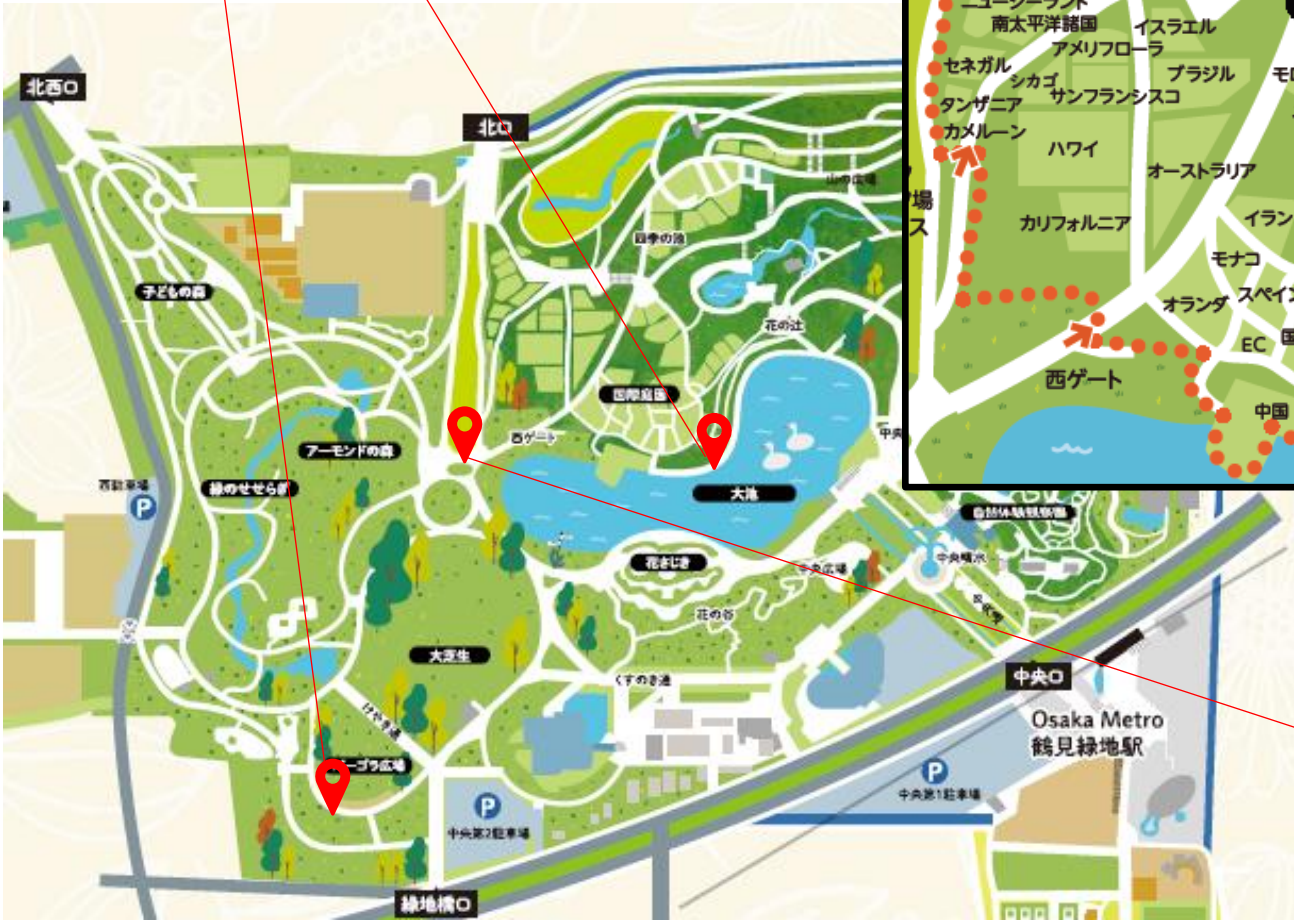 北西口
北口
子どもの森
山の広場
四季の池
花の辻
国際庭園
西ゲート
アーモンドの森
緑のせせらぎ
西駐車場
P
大池
花さじき
中央広場
中央噴水
花の谷
大芝生
くすのき通
けやき通
中央口
Osaka Metro
鶴見緑地駅
P
中央第1駐車場
P
中央第2駐車場
緑地橋口
ニュージーランド
南太平洋諸国
イスラエル
アメリフローラ
セネガル
シカゴ
ブラジル
サンフランシスコ
タンザニア
カメルーン
ハワイ
オーストラリア
場
ス
カリフォルニア
イラン
モナコ
オランダ
スペイン
EC
西ゲート
中国